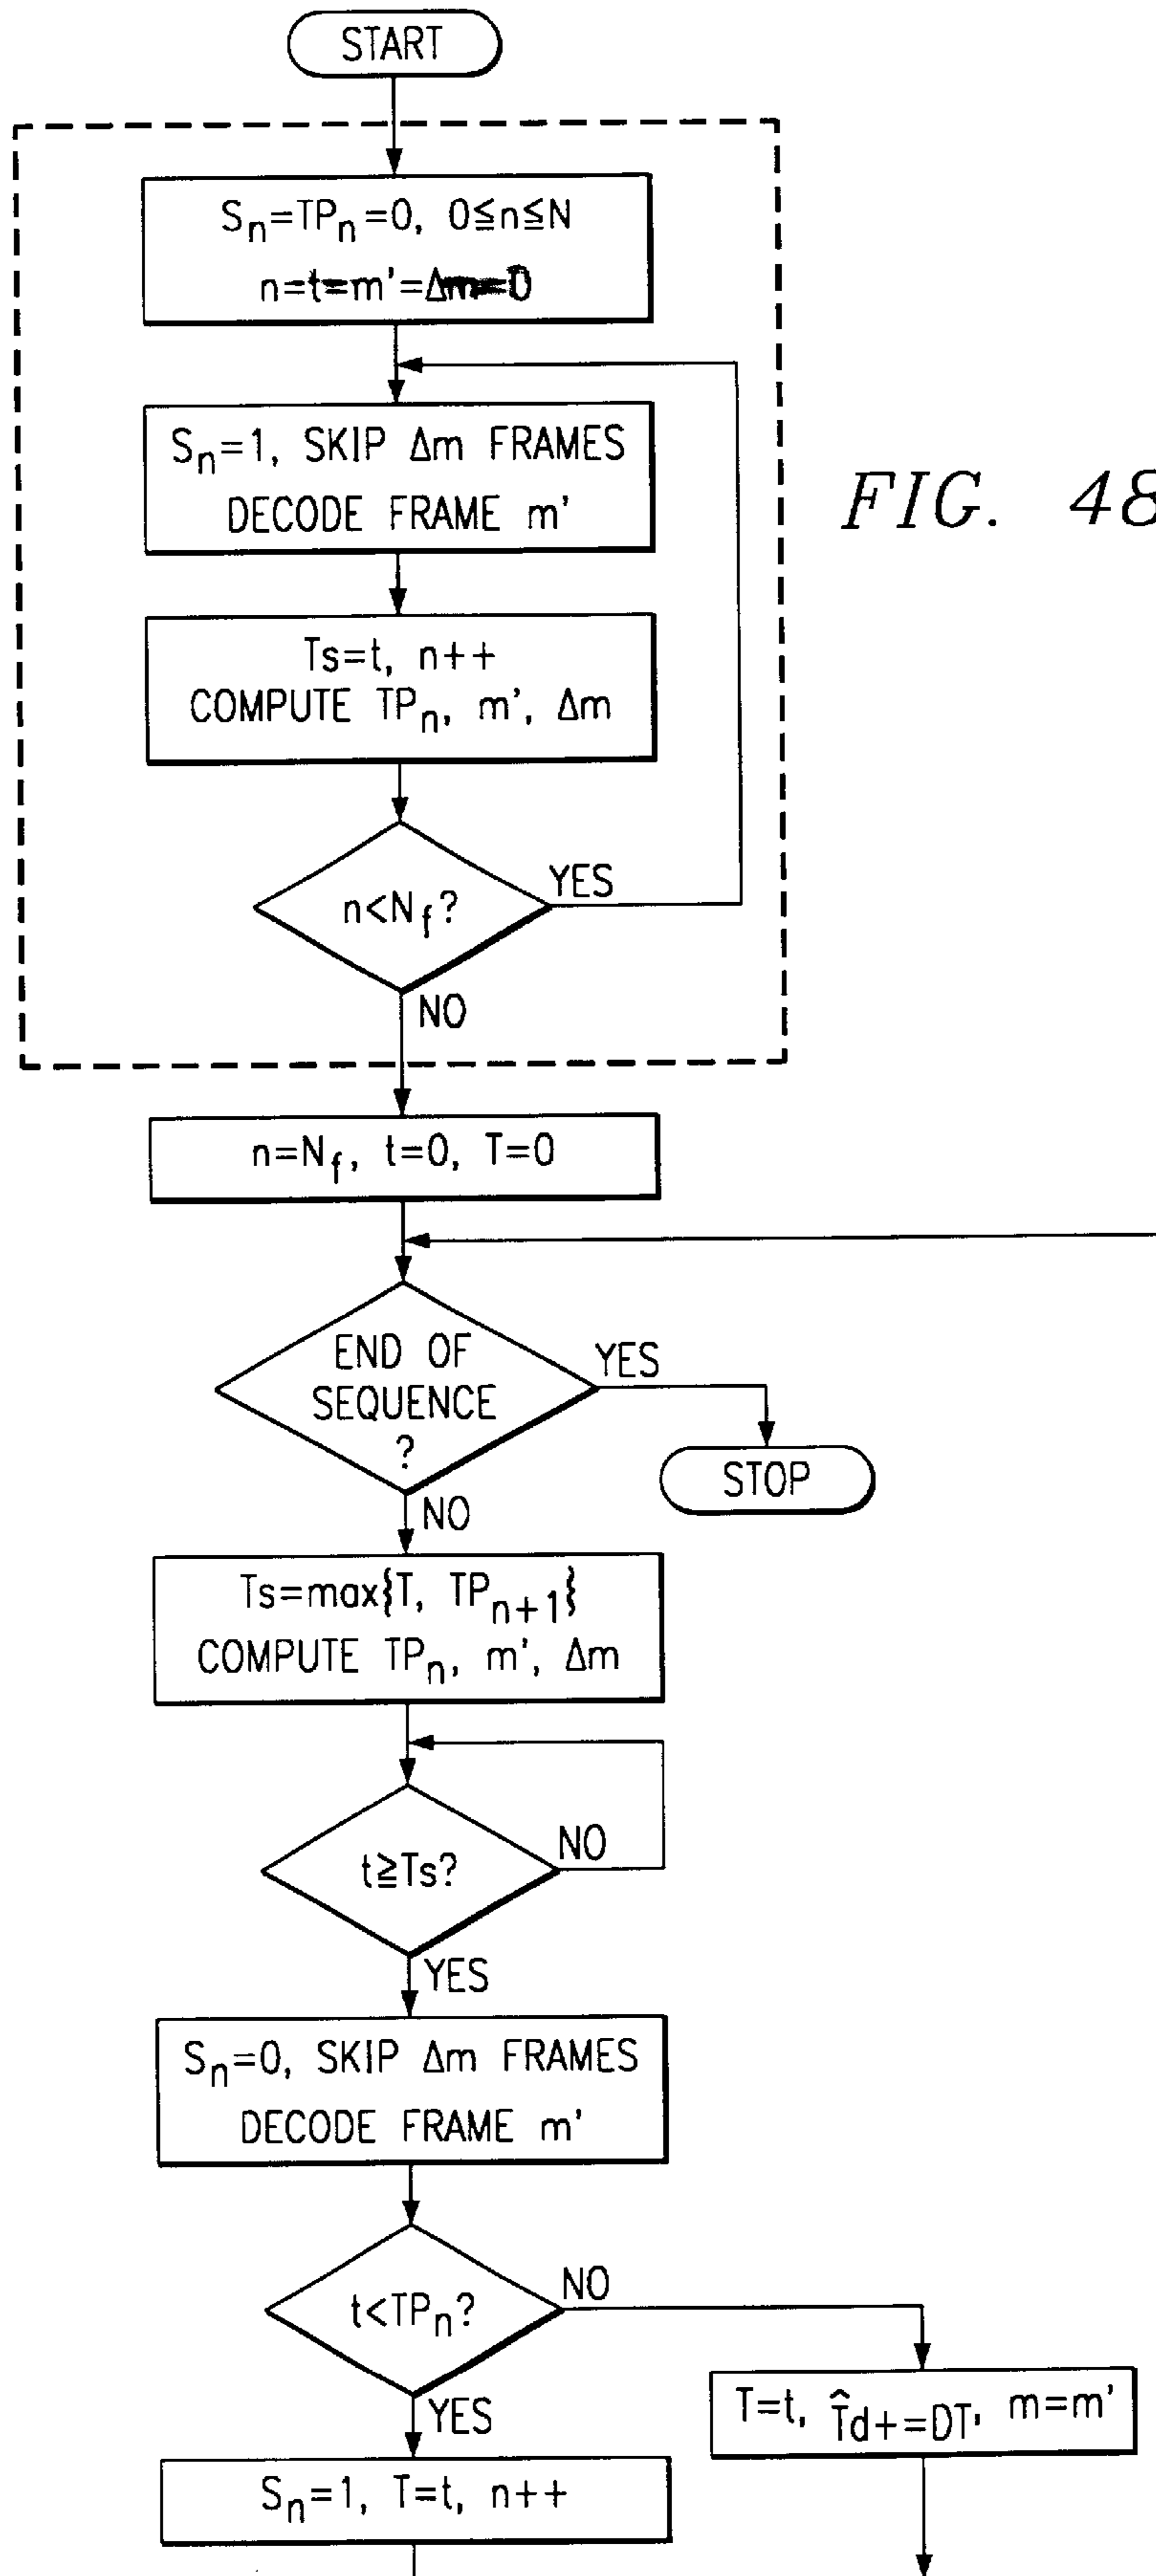 START
Sn=TPn=0, 0≦n≦N
n=t=m'=Δm=0
Sn=1, SKIP Δm FRAMES
DECODE FRAME m'
FIG. 48
Ts=t, n++
COMPUTE TPn, m', Δm
n<Nf?
YES
NO
n=Nf, t=0, T=0
END OF
SEQUENCE
?
YES
STOP
NO
Ts=max{T, TPn+1}
COMPUTE TPn, m', Δm
t≧Ts?
NO
YES
Sn=0, SKIP Δm FRAMES
DECODE FRAME m'
t<TPn?
NO
YES
T=t, T̂d+=DT, m=m'
Sn=1, T=t, n++